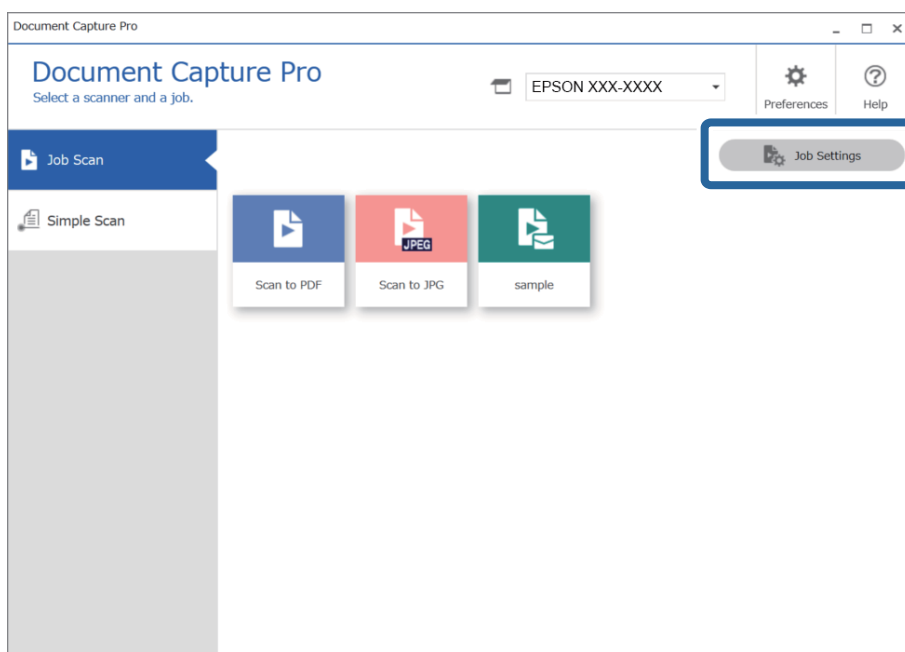 Document Capture Pro
Document Capture Pro
Select a scanner and a job.
EPSON XXX-XXXX
Preferences
Help
Job Scan
Job Settings
Simple Scan
JPEG
Scan to PDF
Scan to JPG
sample